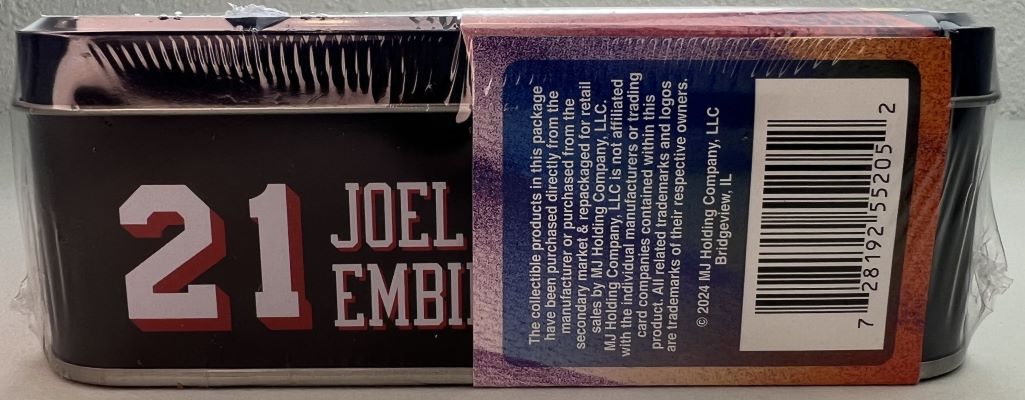 21
JOEL
EMBI
The collectible products in this package
have been purchased directly from the
manufacturer or purchased from the
secondary market & repackaged for retail
sales by MJ Holding Company, LLC.
MJ Holding Company, LLC is not affiliated
with the individual manufacturers or trading
card companies contained within this
product. All related trademarks and logos
are trademarks of their respective owners.
© 2024 MJ Holding Company, LLC
Bridgeview, IL
7 28192 55205 2